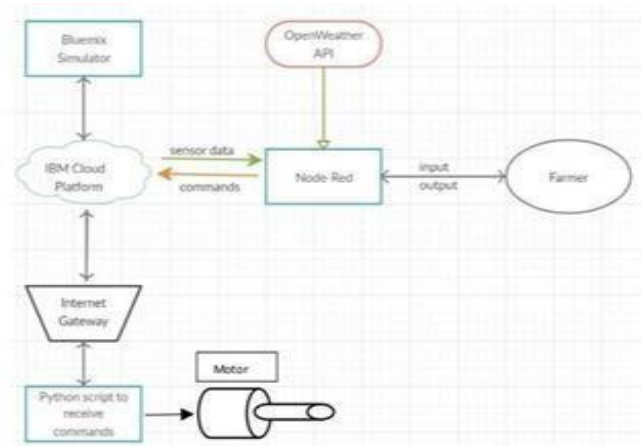 Bluemix
Simulator
OpenWeather
API
IBM Cloud
Platform
sensor data
commands
Node-Red
input
output
Farmer
Internet
Gateway
Python script to
receive
commands
Motor